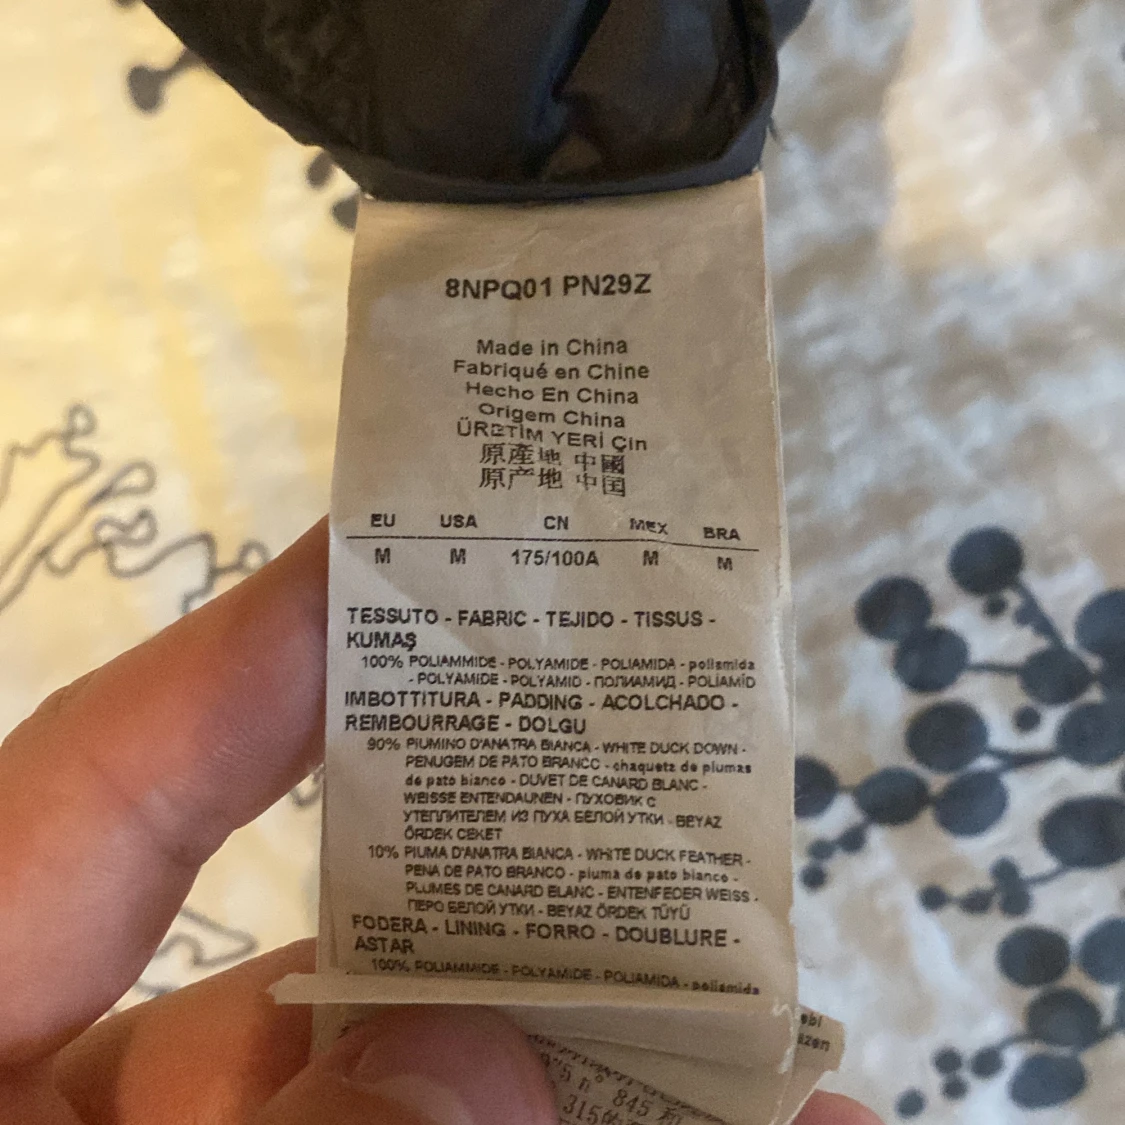 8NPQ01 PN29Z
Made in China
Fabriqué en Chine
Hecho En China
Origem China
ÜRETİM YERİ Çin
原產地 中國
原产地 中国
EU USA CN MEX BRA
M M 175/100A M M
TESSUTO - FABRIC - TEJIDO - TISSUS -
KUMAŞ
100% POLIAMMIDE - POLYAMIDE - POLIAMIDA - poliamida
- POLYAMIDE - POLYAMID - ПОЛИАМИД - POLİAMİD
IMBOTTITURA - PADDING - ACOLCHADO -
REMBOURRAGE - DOLGU
90% PIUMINO D'ANATRA BIANCA - WHITE DUCK DOWN -
PENUGEM DE PATO BRANCO - chaqueta de plumas
de pato blanco - DUVET DE CANARD BLANC -
WEISSE ENTENDAUNEN - ПУХОВИК С
УТЕПЛИТЕЛЕМ ИЗ ПУХА БЕЛОЙ УТКИ - BEYAZ
ÖRDEK CEKET
10% PIUMA D'ANATRA BIANCA - WHITE DUCK FEATHER -
PENA DE PATO BRANCO - pluma de pato blanco -
PLUMES DE CANARD BLANC - ENTENFEDER WEISS -
ПЕРО БЕЛОЙ УТКИ - BEYAZ ÖRDEK TÜYÜ
FODERA - LINING - FORRO - DOUBLURE -
ASTAR
100% POLIAMMIDE - POLYAMIDE - POLIAMIDA - poliamida
845
315